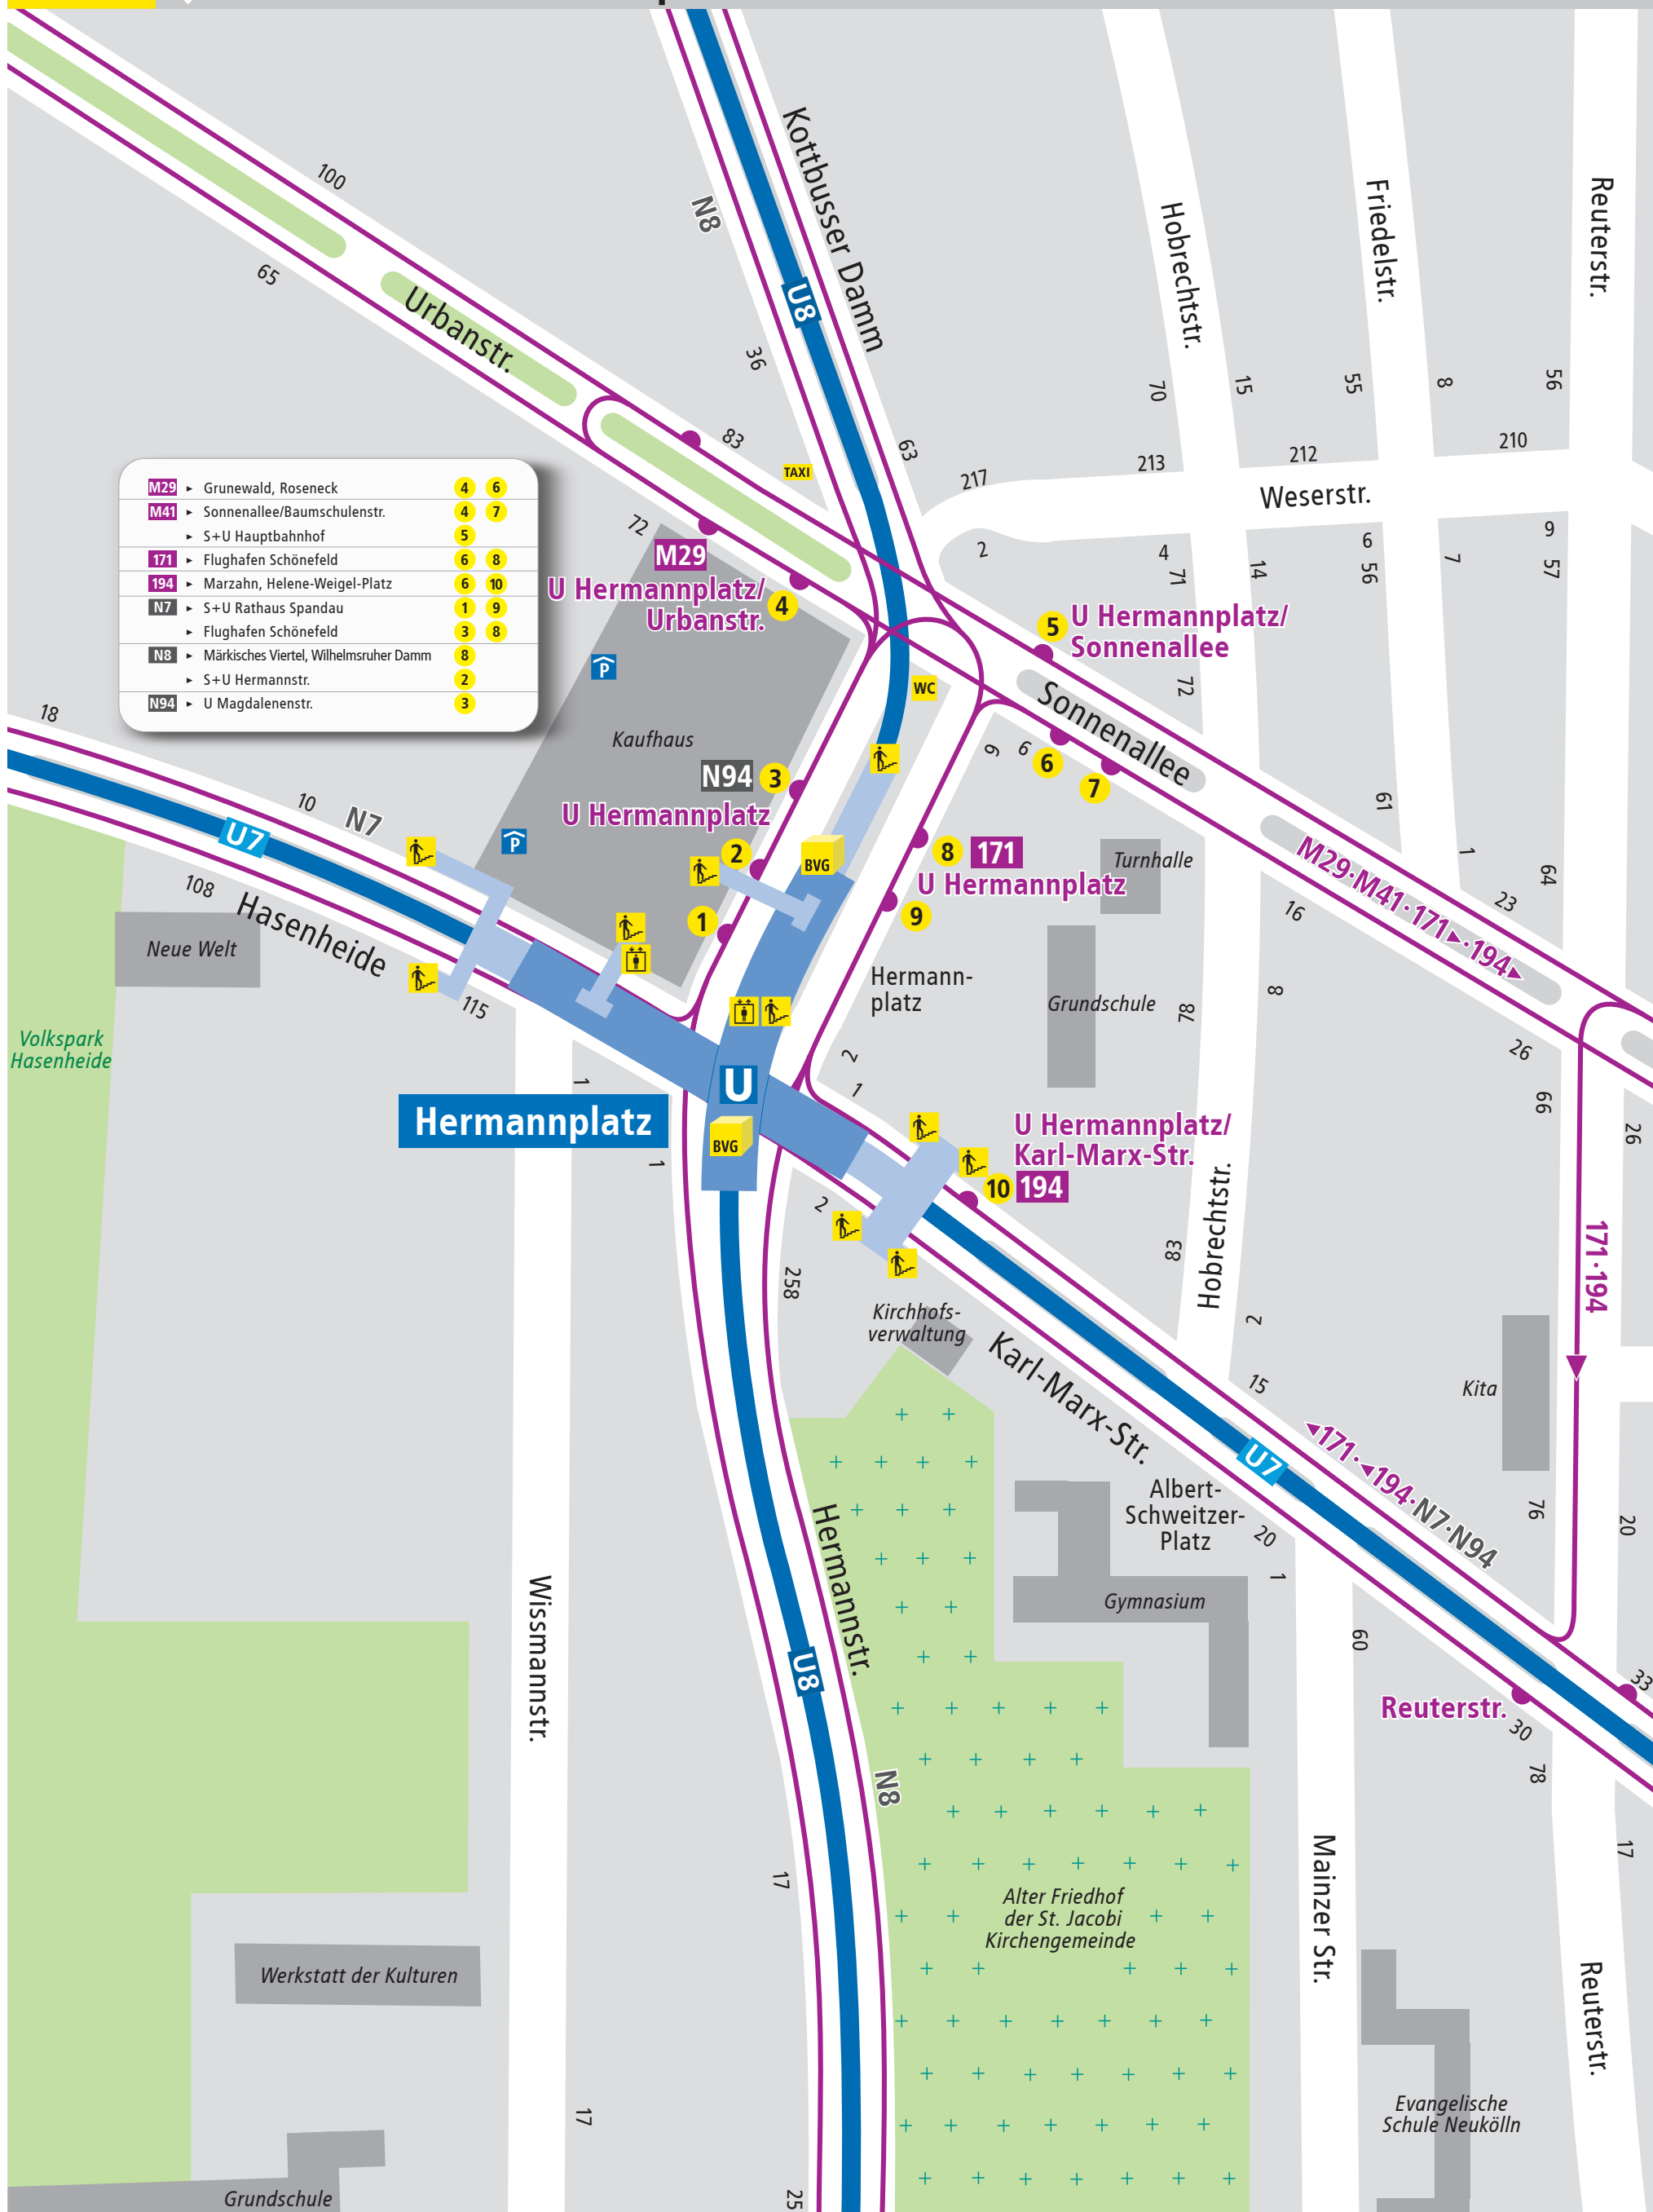 Kottbusser Damm
N8
U8
100
65
Urbanstr.
36
63
83
TAXI
72
Hobrechtstr.
Friedelstr.
Reuterstr.
70
15
55
8
56
217
213
212
210
Weserstr.
2
4
71
14
6
56
7
9
57
M29 ▸ Grunewald, Roseneck 4 6
M41 ▸ Sonnenallee/Baumschulenstr. 4 7
▸ S+U Hauptbahnhof 5
171 ▸ Flughafen Schönefeld 6 8
194 ▸ Marzahn, Helene-Weigel-Platz 6 10
N7 ▸ S+U Rathaus Spandau 1 9
▸ Flughafen Schönefeld 3 8
N8 ▸ Märkisches Viertel, Wilhelmsruher Damm 8
▸ S+U Hermannstr. 2
N94 ▸ U Magdalenenstr. 3
M29
U Hermannplatz/
Urbanstr.
4
P
Kaufhaus
WC
5
U Hermannplatz/
Sonnenallee
Sonnenallee
72
9
6
6
7
61
1
64
23
M29·M41·171▸·194▸
N94
3
U Hermannplatz
2
1
BVG
8
171
U Hermannplatz
9
Turnhalle
Grundschule
Hermann-
platz
16
78
8
26
66
26
18
10
N7
U7
P
108
Hasenheide
115
Neue Welt
Volkspark
Hasenheide
1
U
Hermannplatz
BVG
1
2
1
2
258
U Hermannplatz/
Karl-Marx-Str.
10
194
Hobrechtstr.
83
2
15
171·194
Kirchhofs-
verwaltung
Karl-Marx-Str.
U7
◂171·◂194·N7·N94
Kita
76
20
Albert-
Schweitzer-
Platz
20
1
Gymnasium
60
Reuterstr.
30
33
78
17
Wissmannstr.
Hermannstr.
U8
N8
17
Mainzer Str.
Alter Friedhof
der St. Jacobi
Kirchengemeinde
Werkstatt der Kulturen
Reuterstr.
Evangelische
Schule Neukölln
17
25
Grundschule